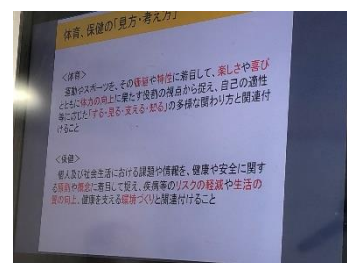 体育、保健の「見方・考え方」
＜体育＞
運動やスポーツを、その価値や特性に着目して、楽しさや喜び
とともに体力の向上に果たす役割の視点から捉え、自己の適性
等に応じた「する・見る・支える・知る」の多様な関わり方と関連付
けること
＜保健＞
個人及び社会生活における課題や情報を、健康や安全に関す
る原則や概念に着目して捉え、疾病等のリスクの軽減や生活の
質の向上、健康を支える環境づくりと関連付けること